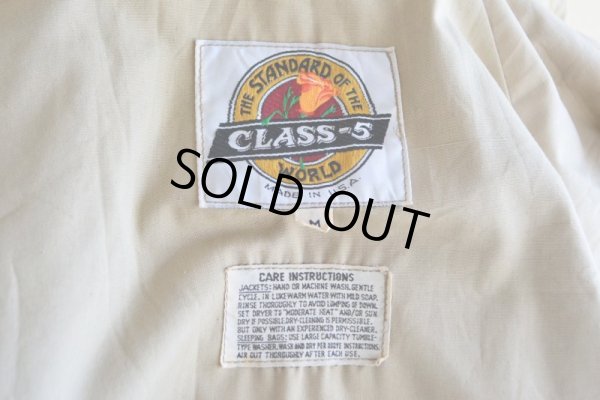 THE STANDARD OF THE
CLASS-5
WORLD
MADE IN U.S.A.
SOLD OUT
M
CARE INSTRUCTIONS
JACKETS: HAND OR MACHINE WASH, GENTLE
CYCLE, IN LUKEWARM WATER WITH MILD SOAP.
RINSE THOROUGHLY TO AVOID LUMPING OF DOWN.
SET DRYER TO "MODERATE HEAT" AND/OR SUN
DRY IF POSSIBLE. DRY-CLEANING IS PERMISSIBLE,
BUT ONLY WITH AN EXPERIENCED DRY-CLEANER.
SLEEPING BAGS: USE LARGE CAPACITY TUMBLE-
TYPE WASHER, WASH AND DRY PER ABOVE INSTRUCTIONS.
AIR OUT THOROUGHLY AFTER EACH USE.